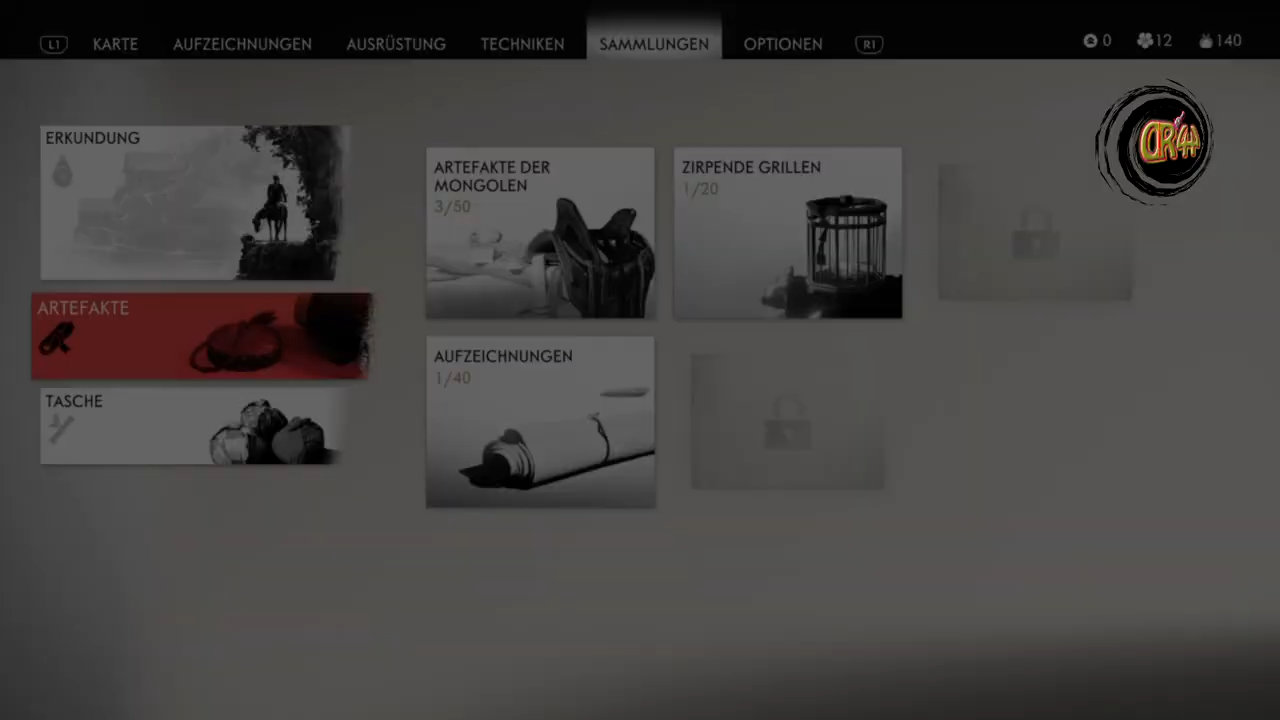 L1 KARTE AUFZEICHNUNGEN AUSRÜSTUNG TECHNIKEN SAMMLUNGEN OPTIONEN R1 0 12 140
ERKUNDUNG
ARTEFAKTE
TASCHE
ARTEFAKTE DER
MONGOLEN
3/50
ZIRPENDE GRILLEN
1/20
AUFZEICHNUNGEN
1/40